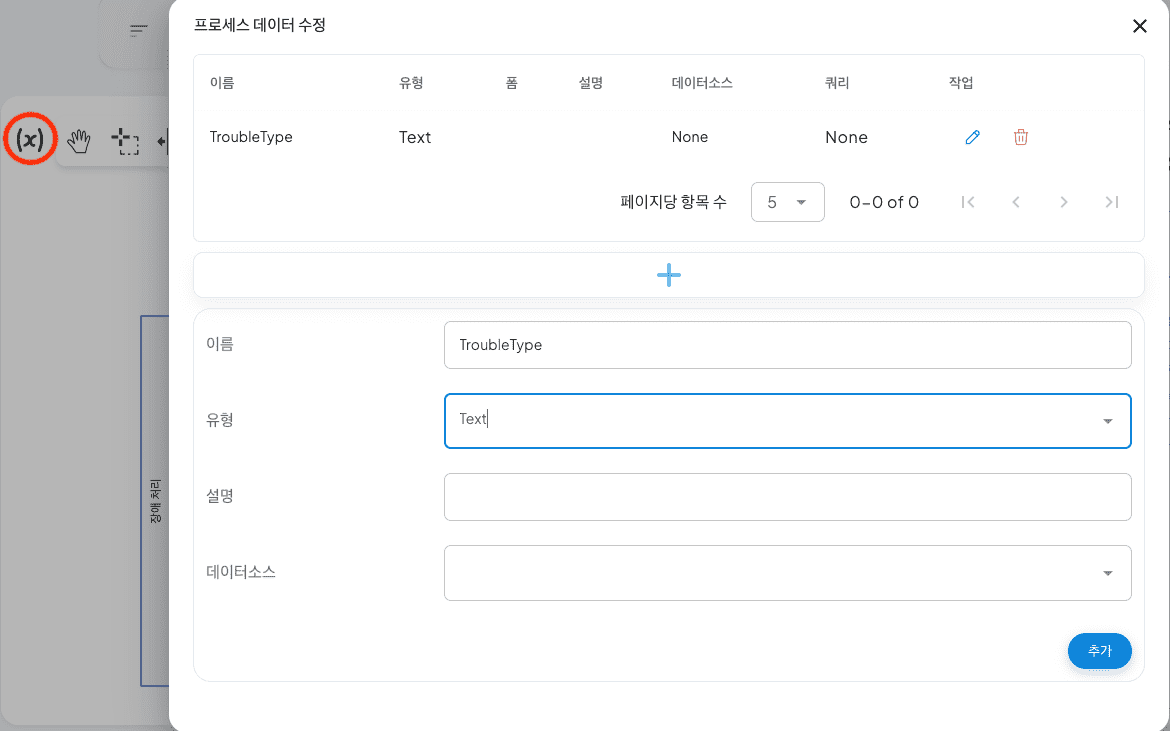 프로세스 데이터 수정
이름 유형 폼 설명 데이터소스 쿼리 작업
TroubleType Text None None
페이지당 항목 수 5 0–0 of 0
(x)
이름 TroubleType
유형 Text
설명
데이터소스
장애 처리
추가